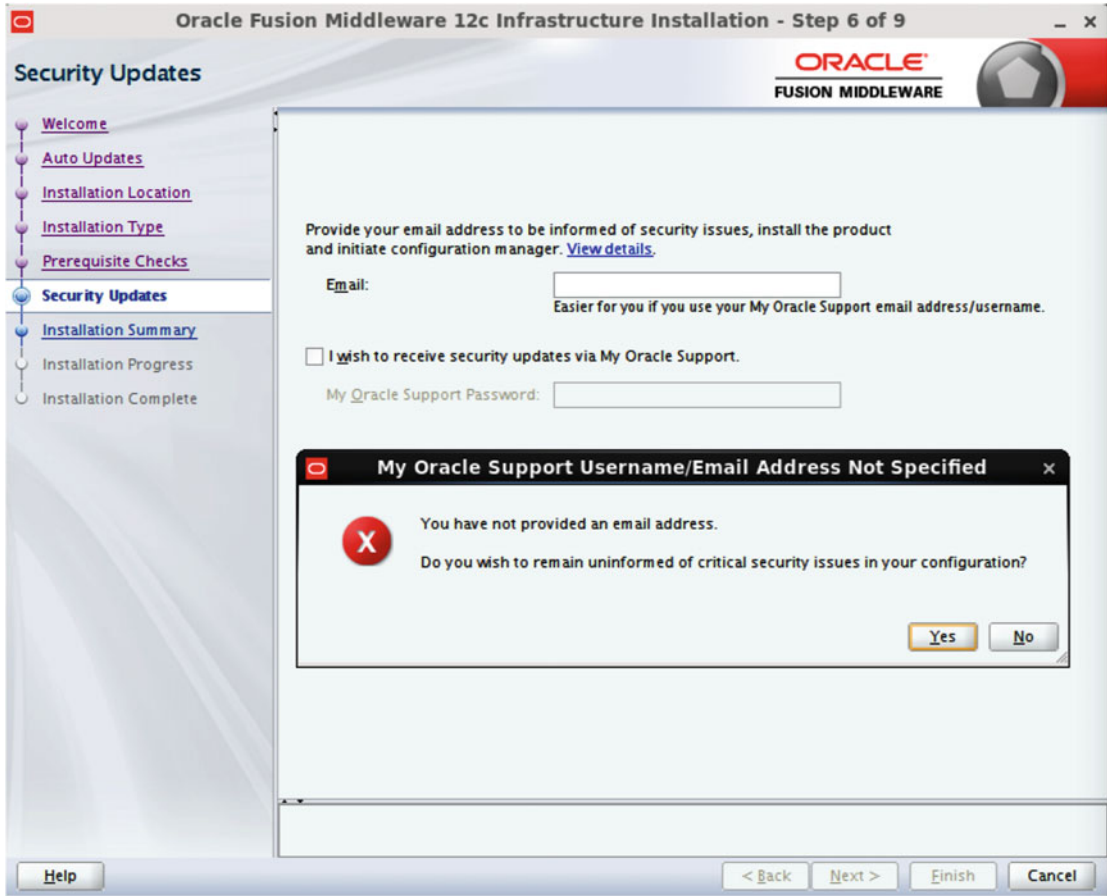 Oracle Fusion Middleware 12c Infrastructure Installation - Step 6 of 9
Security Updates
ORACLE
FUSION MIDDLEWARE
Welcome
Auto Updates
Installation Location
Installation Type
Prerequisite Checks
Security Updates
Installation Summary
Installation Progress
Installation Complete
Provide your email address to be informed of security issues, install the product
and initiate configuration manager. View details.
Email:
Easier for you if you use your My Oracle Support email address/username.
I wish to receive security updates via My Oracle Support.
My Oracle Support Password:
My Oracle Support Username/Email Address Not Specified
You have not provided an email address.
Do you wish to remain uninformed of critical security issues in your configuration?
Yes No
Help < Back Next > Finish Cancel